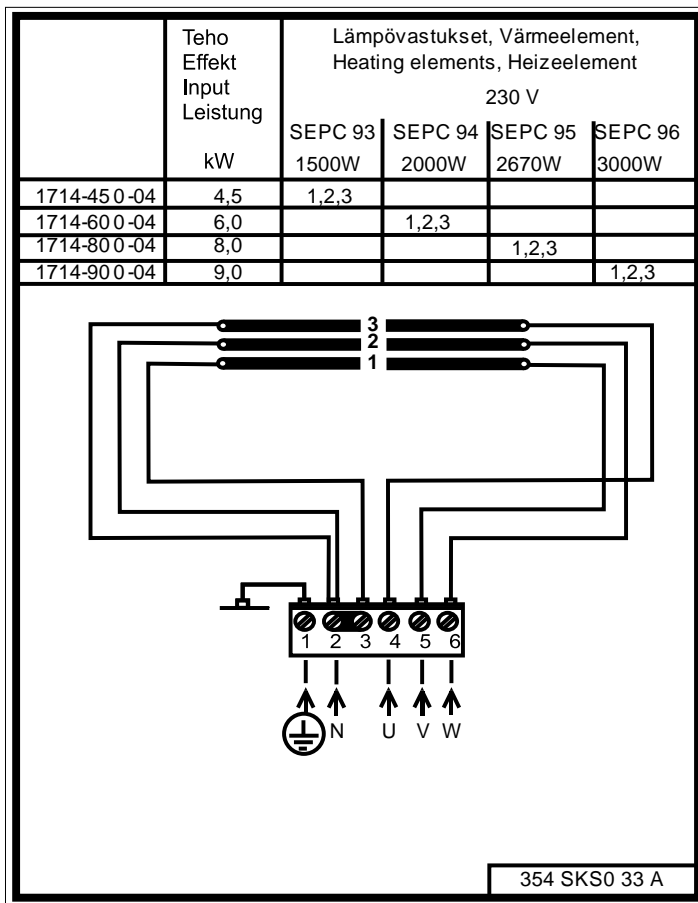 Teho
Effekt
Input
Leistung
kW
Lämpövastukset, Värmeelement,
Heating elements, Heizeelement
230 V
SEPC 93 SEPC 94 SEPC 95 SEPC 96
1500W 2000W 2670W 3000W
1714-450-04 4,5 1,2,3
1714-600-04 6,0 1,2,3
1714-800-04 8,0 1,2,3
1714-900-04 9,0 1,2,3
3
2
1
1 2 3 4 5 6
N U V W
354 SKS0 33 A